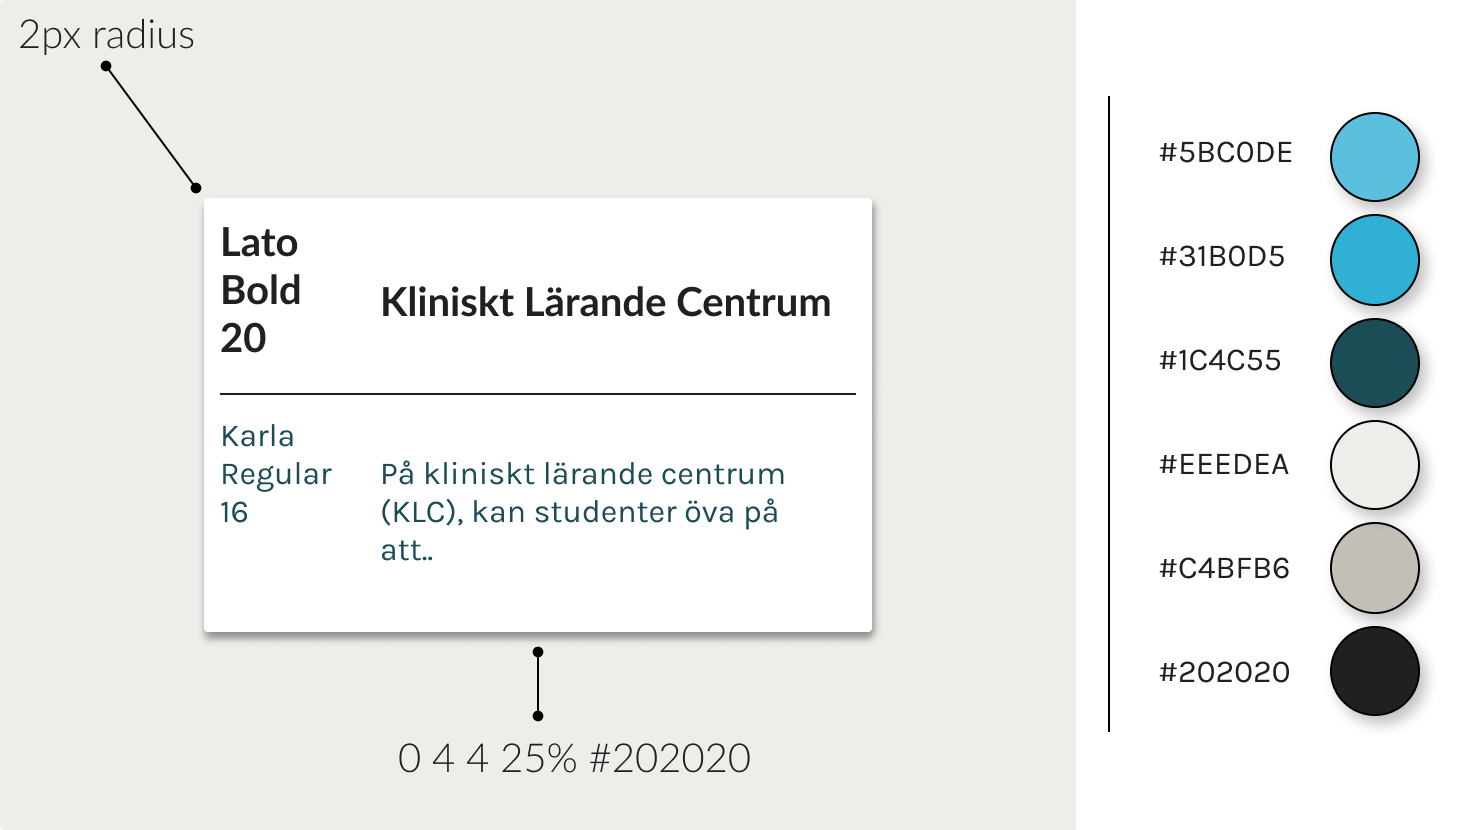 2px radius
Lato
Bold
20
Kliniskt Lärande Centrum
Karla
Regular
16
På kliniskt lärande centrum
(KLC), kan studenter öva på
att..
0 4 4 25% #202020
#5BC0DE
#31B0D5
#1C4C55
#EEEDEA
#C4BFB6
#202020